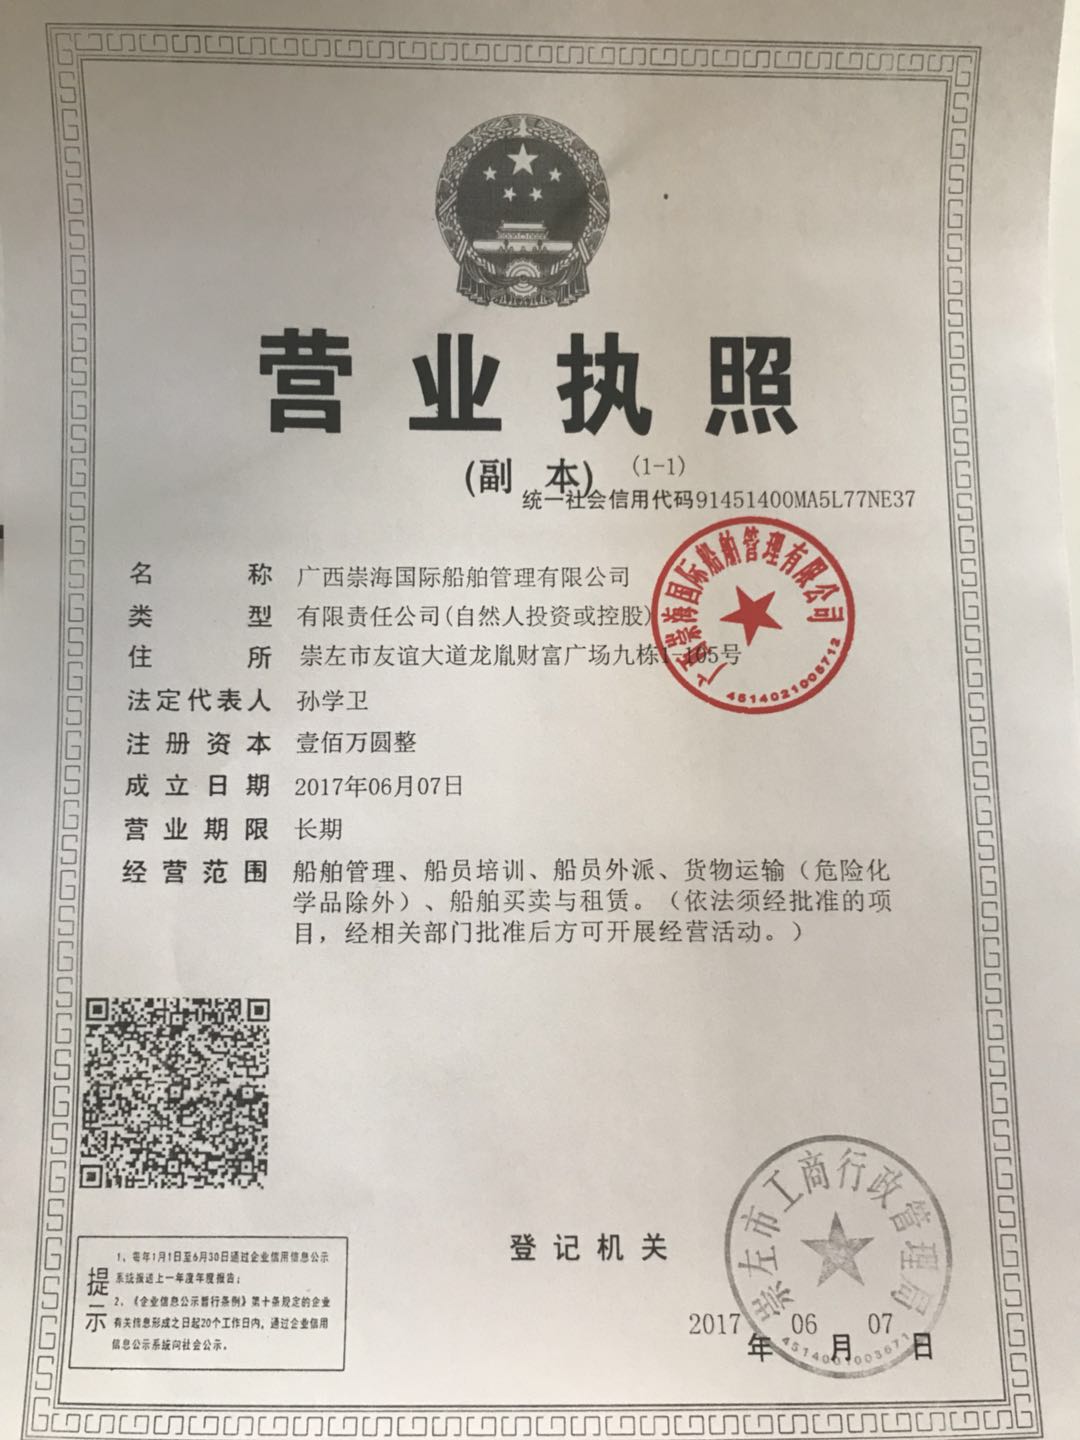 营业执照
(副 本) (1-1)
统一社会信用代码91451400MA5L77NE37
名称 广西崇海国际船舶管理有限公司
类型 有限责任公司(自然人投资或控股)
住所 崇左市友谊大道龙胤财富广场九栋1-105号
法定代表人 孙学卫
注册资本 壹佰万圆整
成立日期 2017年06月07日
营业期限 长期
经营范围 船舶管理、船员培训、船员外派、货物运输（危险化
学品除外）、船舶买卖与租赁。（依法须经批准的项
目，经相关部门批准后方可开展经营活动。）
广西崇海国际船舶管理有限公司
4514021005712
提示
1、每年1月1日至6月30日通过企业信用信息公示
系统报送上一年度年度报告；
2、《企业信息公示暂行条例》第十条规定的企业
有关信息形成之日起20个工作日内，通过企业信用
信息公示系统向社会公示。
登记机关
崇左市工商行政管理局
4514001003671
2017年06月07日